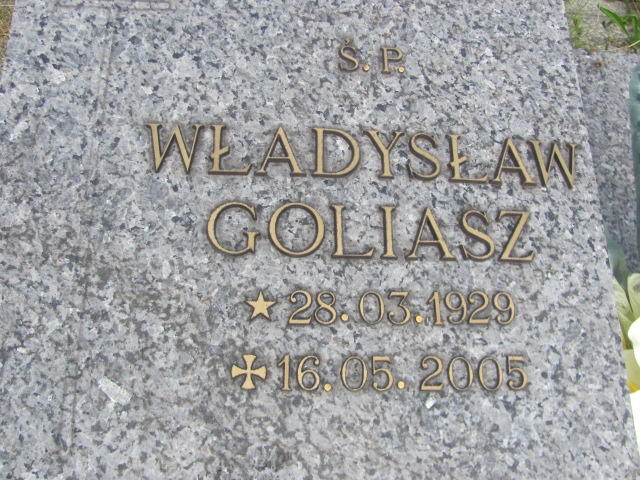 Ś.P.
WŁADYSŁAW
GOLIASZ
★ 28.03.1929
✠ 16.05.2005